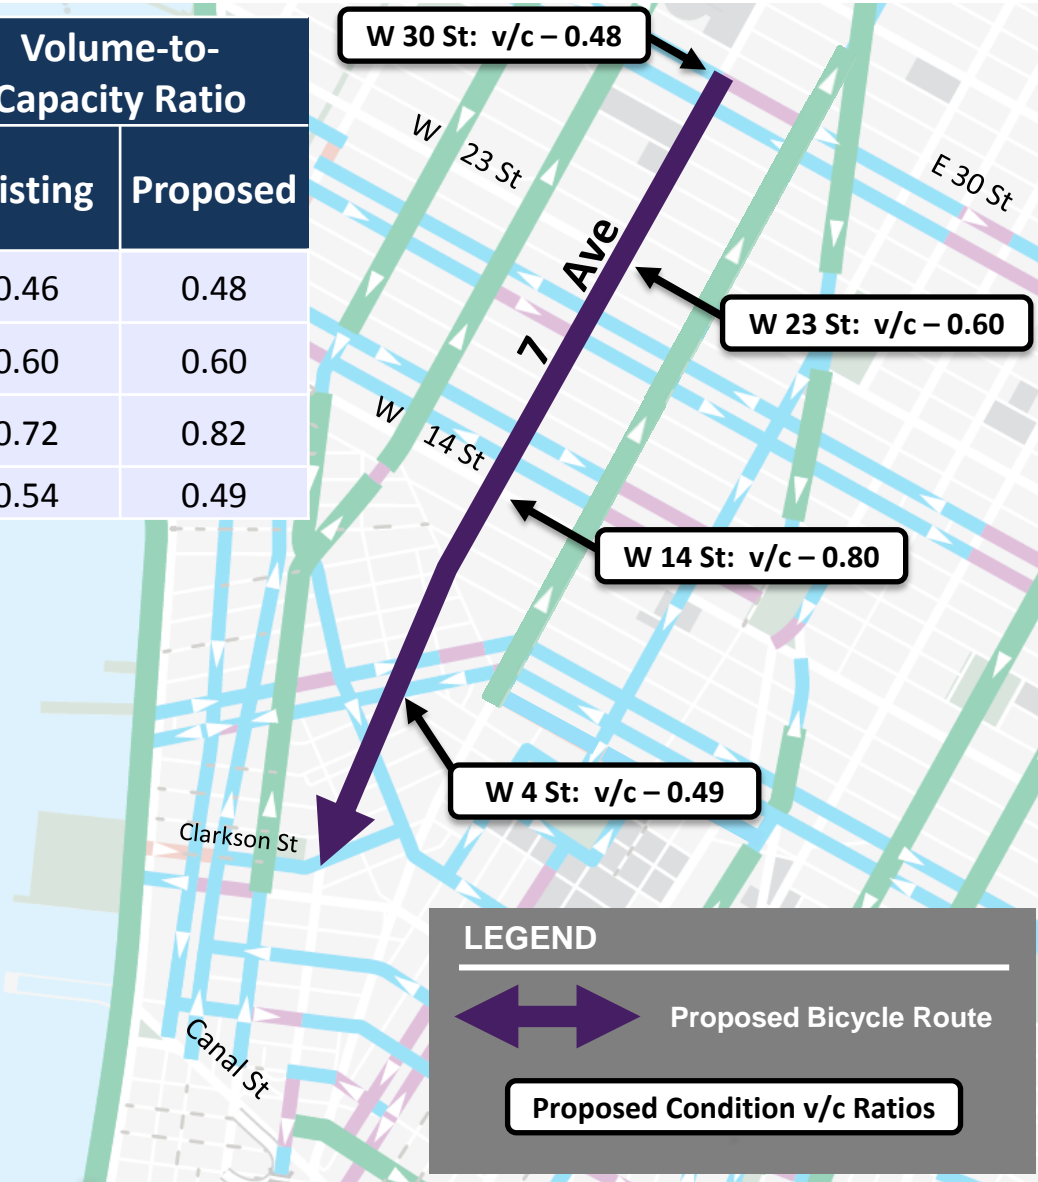 Volume-to-
Capacity Ratio
isting Proposed
0.46 0.48
0.60 0.60
0.72 0.82
0.54 0.49
W 30 St: v/c – 0.48
W 23 St
E 30 St
7 Ave
W 23 St: v/c – 0.60
W 14 St
W 14 St: v/c – 0.80
W 4 St: v/c – 0.49
Clarkson St
Canal St
LEGEND
Proposed Bicycle Route
Proposed Condition v/c Ratios